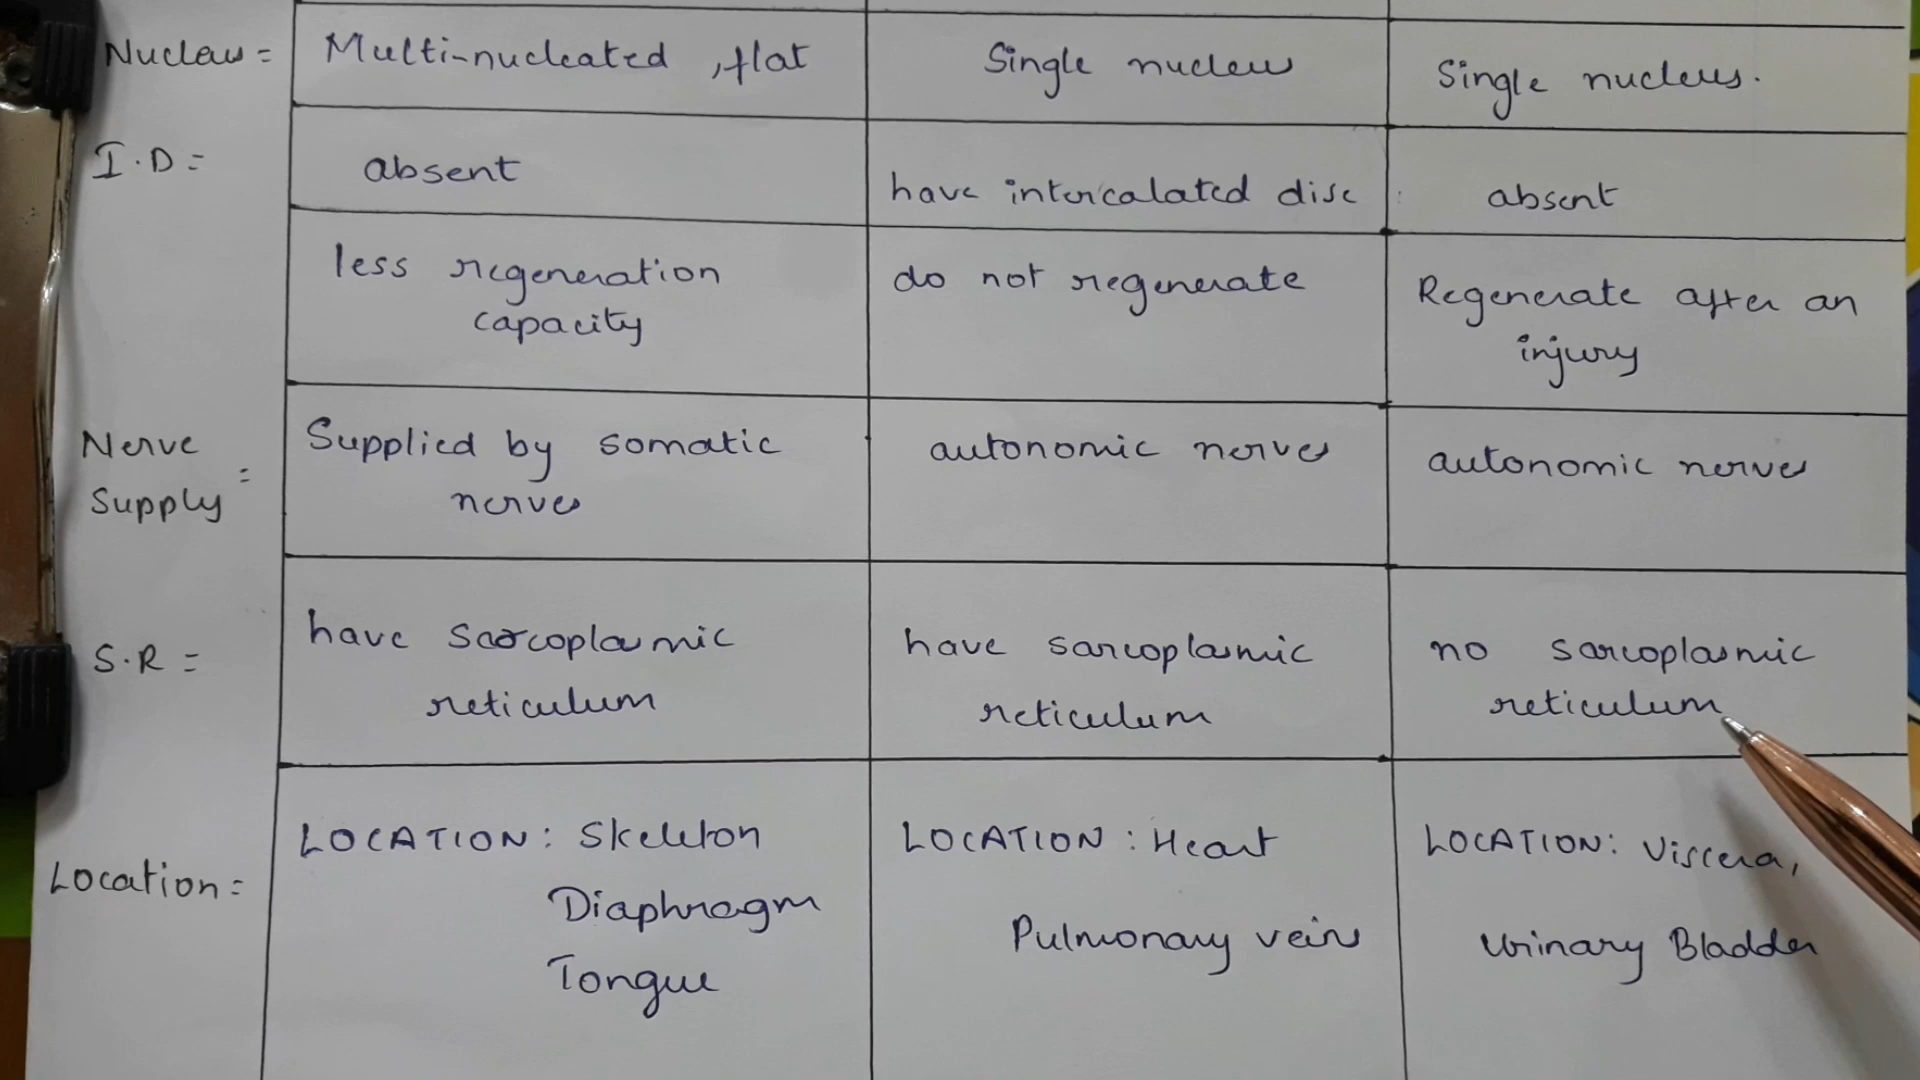 Nucleus = Multi-nucleated, flat Single nucleus Single nucleus.
I.D = absent have intercalated disc absent
less regeneration capacity do not regenerate Regenerate after an injury
Nerve Supply = Supplied by somatic nerves autonomic nerves autonomic nerves
S.R = have sarcoplasmic reticulum have sarcoplasmic reticulum no sarcoplasmic reticulum
Location = LOCATION: Skeleton LOCATION: Heart LOCATION: Viscera,
Diaphragm Pulmonary veins Urinary Bladder
Tongue